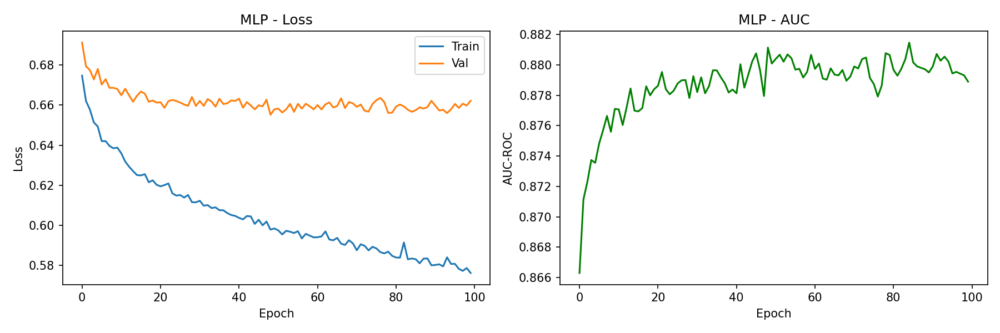 MLP - Loss
Train
Val
0.68
0.66
0.64
0.62
0.60
0.58
Loss
0 20 40 60 80 100
Epoch
MLP - AUC
0.882
0.880
0.878
0.876
0.874
0.872
0.870
0.868
0.866
AUC-ROC
0 20 40 60 80 100
Epoch